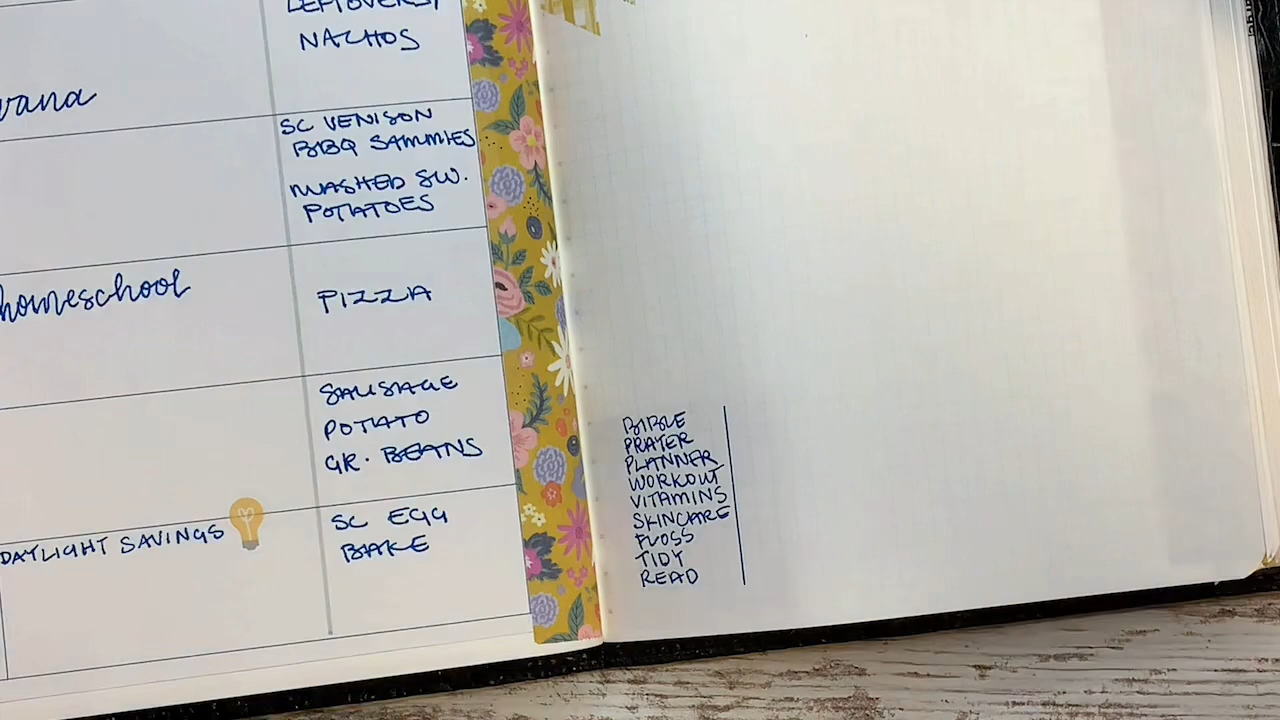 NACHOS
SC VENISON
BBQ SAMMIES
MASHED SW.
POTATOES
homeschool
PIZZA
SAUSAGE
POTATO
GR. BEANS
DAYLIGHT SAVINGS
SC EGG
BAKE
BIBLE
PRAYER
PLANNER
WORKOUT
VITAMINS
SKINCARE
FLOSS
TIDY
READ